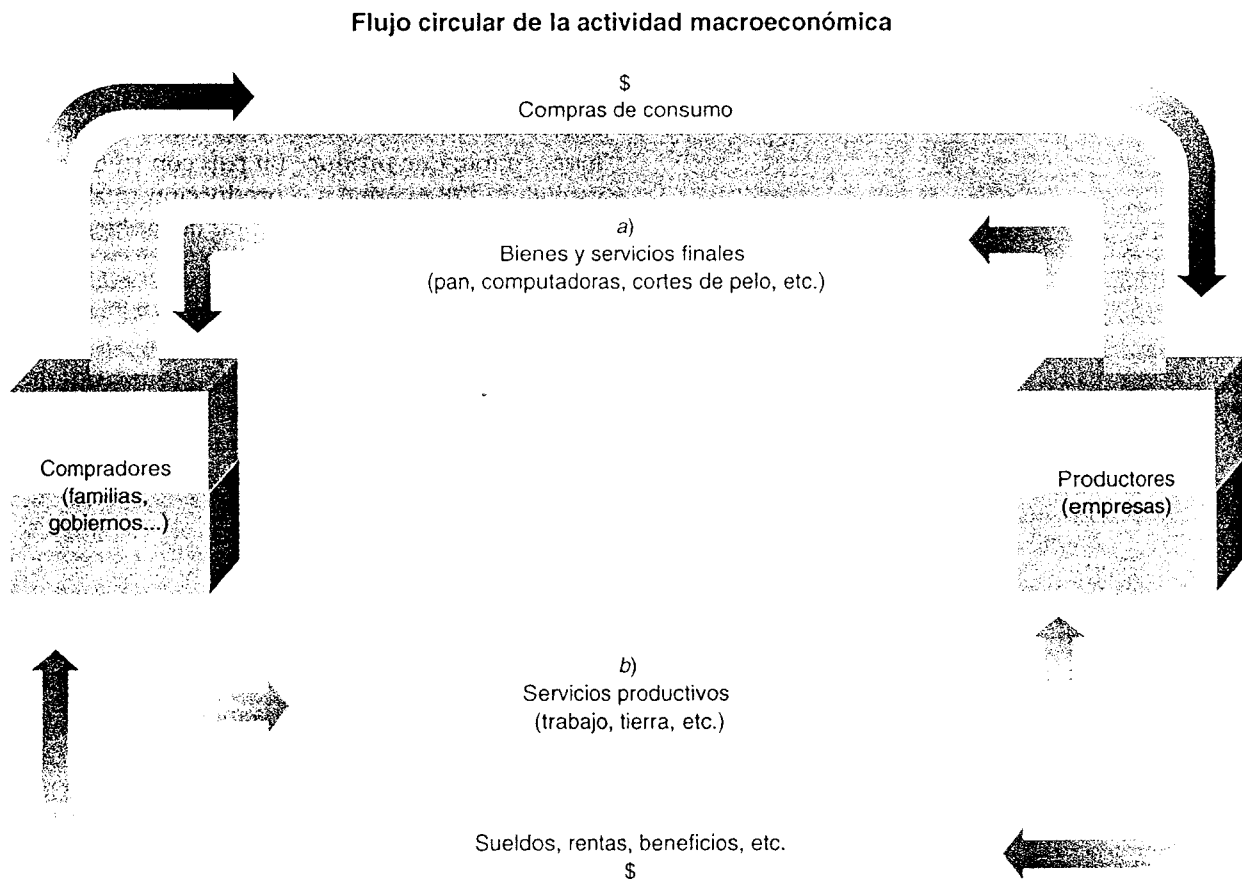 Flujo circular de la actividad macroeconómica
$
Compras de consumo
a)
Bienes y servicios finales
(pan, computadoras, cortes de pelo, etc.)
Compradores
(familias,
gobiernos...)
Productores
(empresas)
b)
Servicios productivos
(trabajo, tierra, etc.)
Sueldos, rentas, beneficios, etc.
$